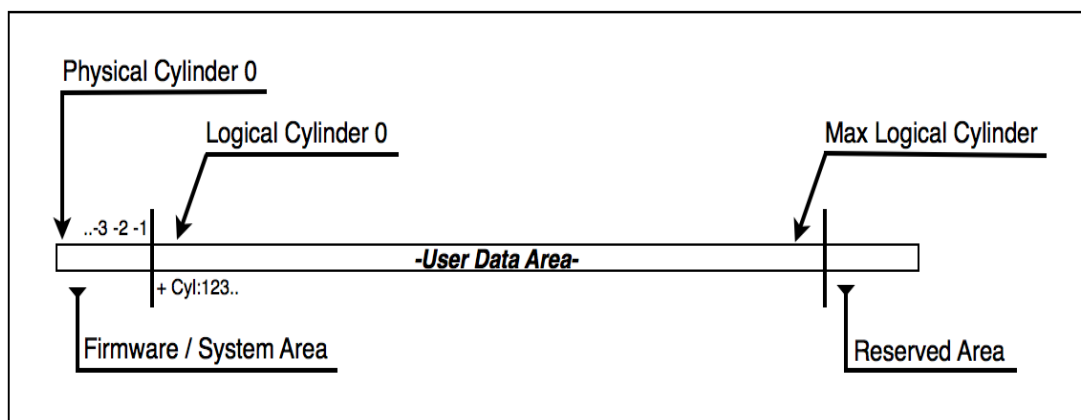 Physical Cylinder 0
Logical Cylinder 0
Max Logical Cylinder
..-3 -2 -1
-User Data Area-
+ Cyl:123..
Firmware / System Area
Reserved Area